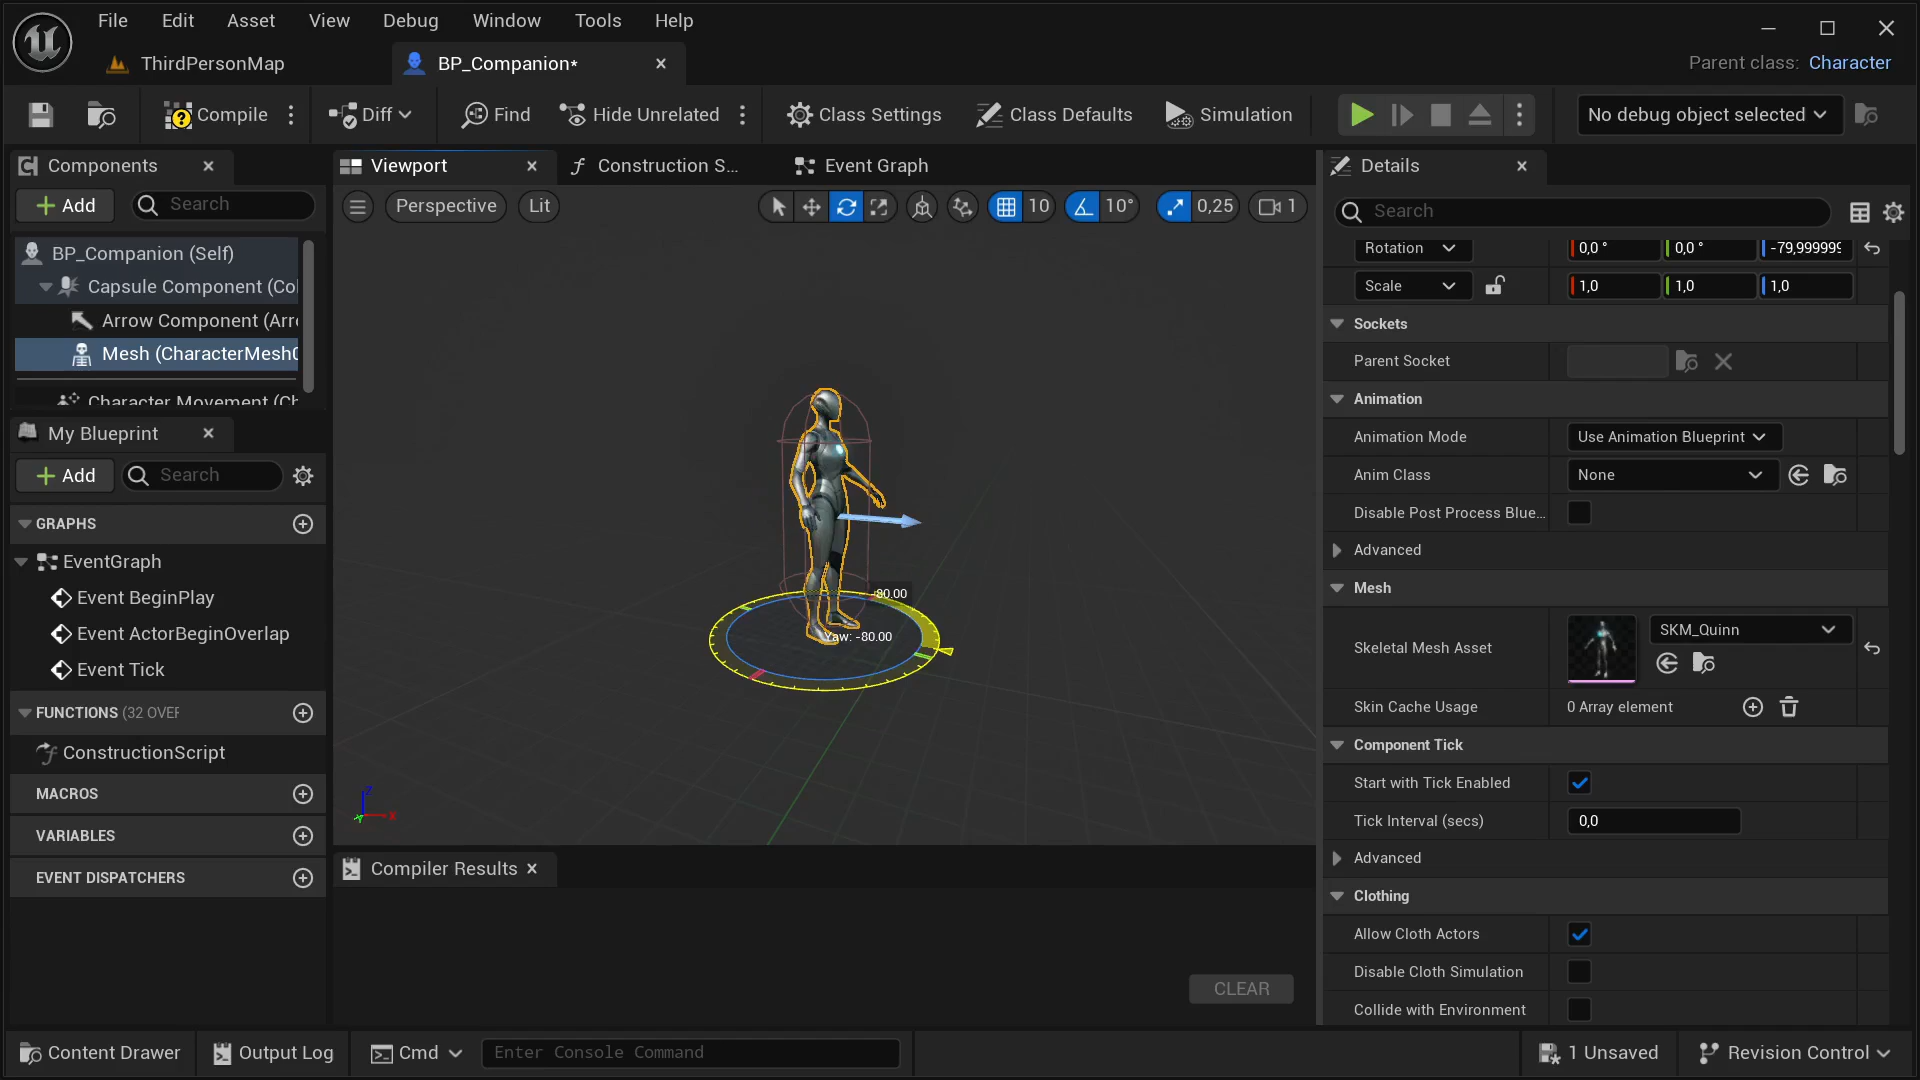 File Edit Asset View Debug Window Tools Help
ThirdPersonMap BP_Companion* Parent class: Character
Compile Diff Find Hide Unrelated Class Settings Class Defaults Simulation No debug object selected
Components Viewport Construction S... Event Graph Details
Add Search
Perspective Lit 10 10° 0,25 1
Search
BP_Companion (Self)
Capsule Component (Col
Arrow Component (Arro
Mesh (CharacterMesh0
Character Movement (Ch
My Blueprint
Add Search
GRAPHS
EventGraph
Event BeginPlay
Event ActorBeginOverlap
Event Tick
FUNCTIONS (32 OVER
ConstructionScript
MACROS
VARIABLES
EVENT DISPATCHERS
-80.00
Yaw: -80.00
Z
X
Y
Compiler Results
CLEAR
Rotation 0,0 ° 0,0 ° -79,999999
Scale 1,0 1,0 1,0
Sockets
Parent Socket
Animation
Animation Mode Use Animation Blueprint
Anim Class None
Disable Post Process Blue...
Advanced
Mesh
Skeletal Mesh Asset SKM_Quinn
Skin Cache Usage 0 Array element
Component Tick
Start with Tick Enabled
Tick Interval (secs) 0,0
Advanced
Clothing
Allow Cloth Actors
Disable Cloth Simulation
Collide with Environment
Content Drawer Output Log Cmd Enter Console Command 1 Unsaved Revision Control